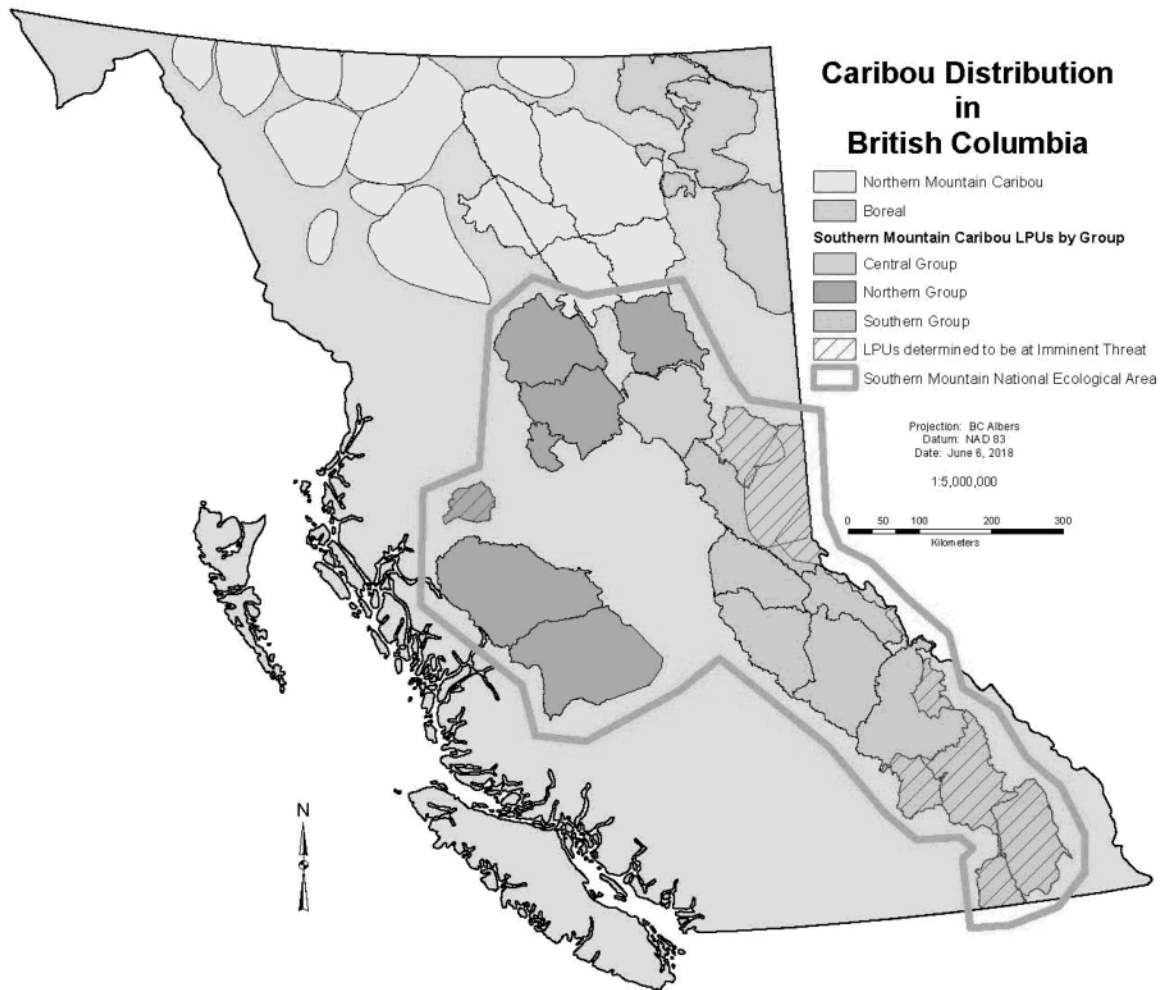 Caribou Distribution
in
British Columbia
Northern Mountain Caribou
Boreal
Southern Mountain Caribou LPUs by Group
Central Group
Northern Group
Southern Group
LPUs determined to be at Imminent Threat
Southern Mountain National Ecological Area
Projection: BC Albers
Datum: NAD 83
Date: June 6, 2018
1:5,000,000
0 50 100 200 300
Kilometers
N